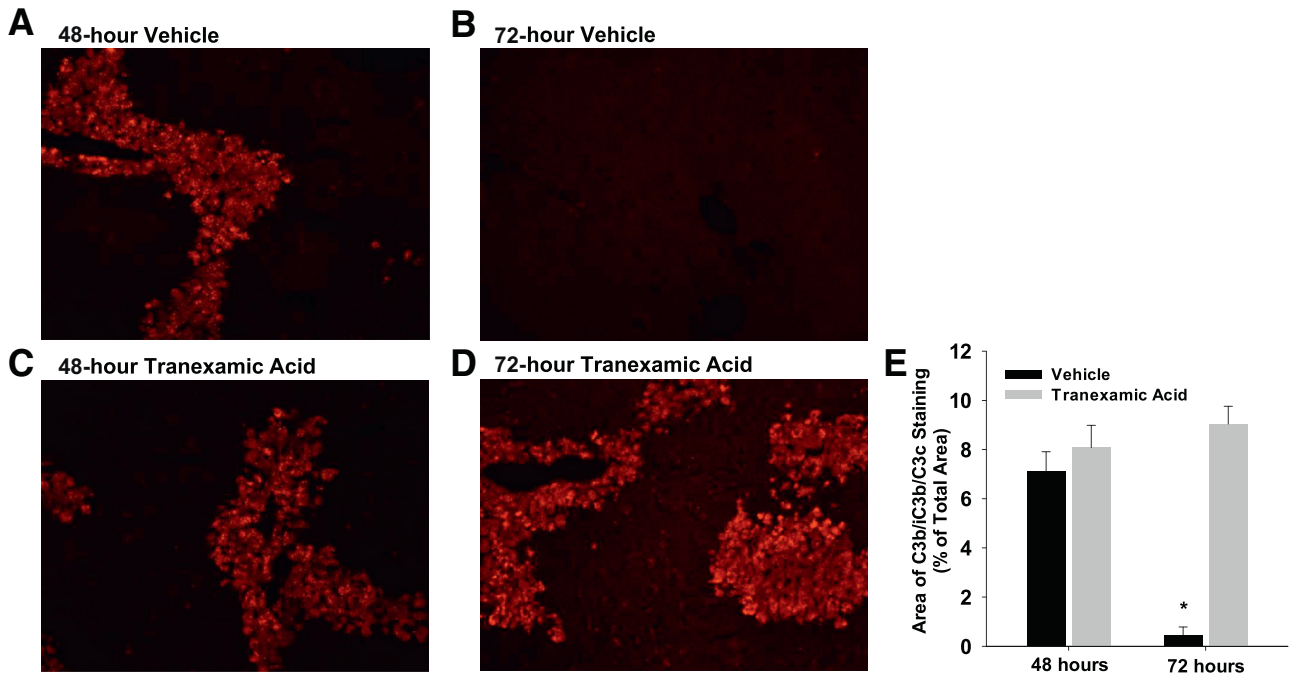 A
48-hour Vehicle
B
72-hour Vehicle
C
48-hour Tranexamic Acid
D
72-hour Tranexamic Acid
E
Area of C3b/iC3b/C3c Staining
(% of Total Area)
12
10
8
6
4
2
0
Vehicle
Tranexamic Acid
*
48 hours
72 hours